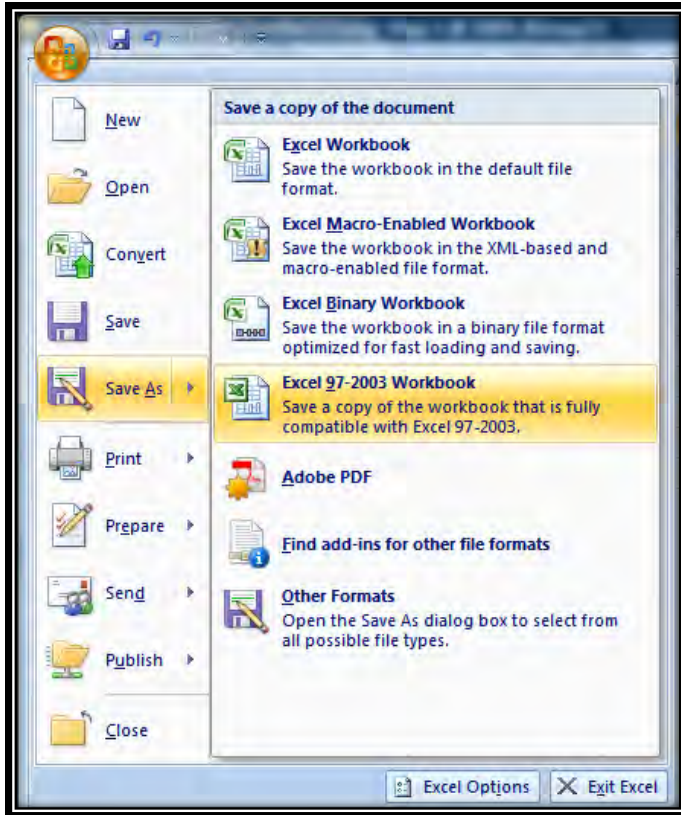 New
Open
Convert
Save
Save As
Print
Prepare
Send
Publish
Close
Save a copy of the document
Excel Workbook
Save the workbook in the default file
format.
Excel Macro-Enabled Workbook
Save the workbook in the XML-based and
macro-enabled file format.
Excel Binary Workbook
Save the workbook in a binary file format
optimized for fast loading and saving.
Excel 97-2003 Workbook
Save a copy of the workbook that is fully
compatible with Excel 97-2003.
Adobe PDF
Find add-ins for other file formats
Other Formats
Open the Save As dialog box to select from
all possible file types.
Excel Options
Exit Excel